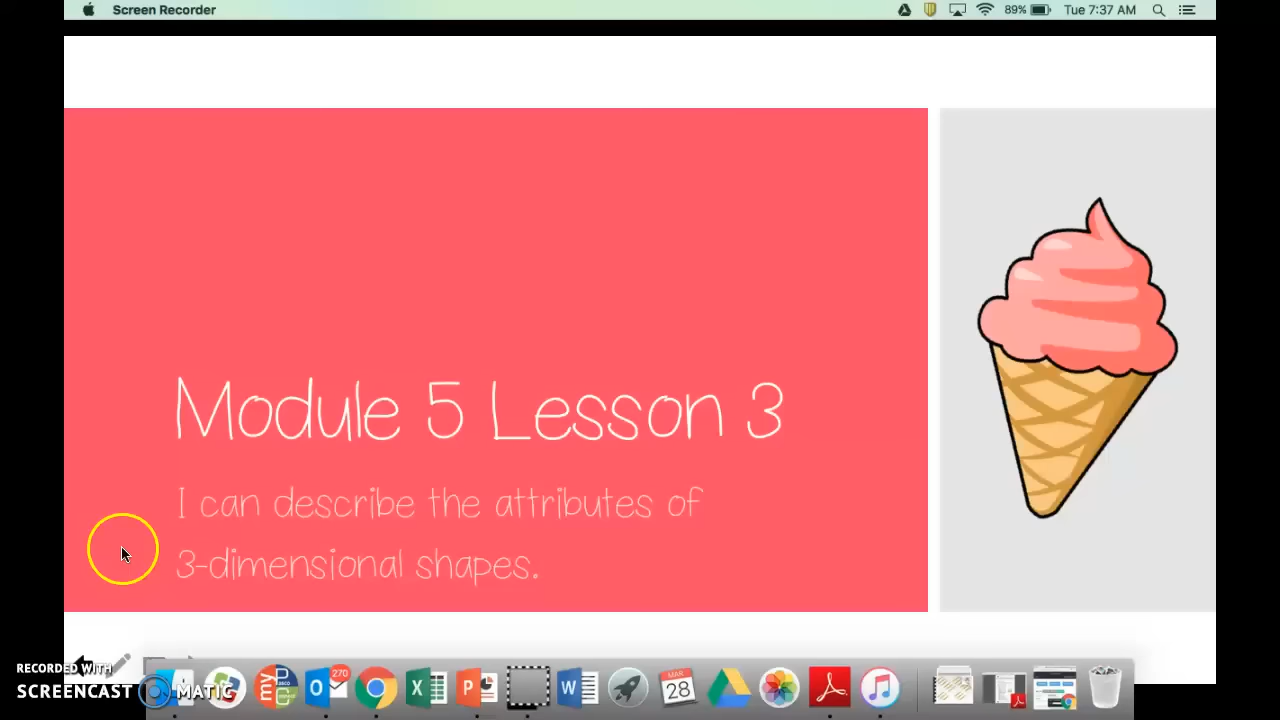 Screen Recorder
89%
Tue 7:37 AM
Module 5 Lesson 3
I can describe the attributes of
3-dimensional shapes.
RECORDED WITH
SCREENCAST MATIC
270
MAR
28